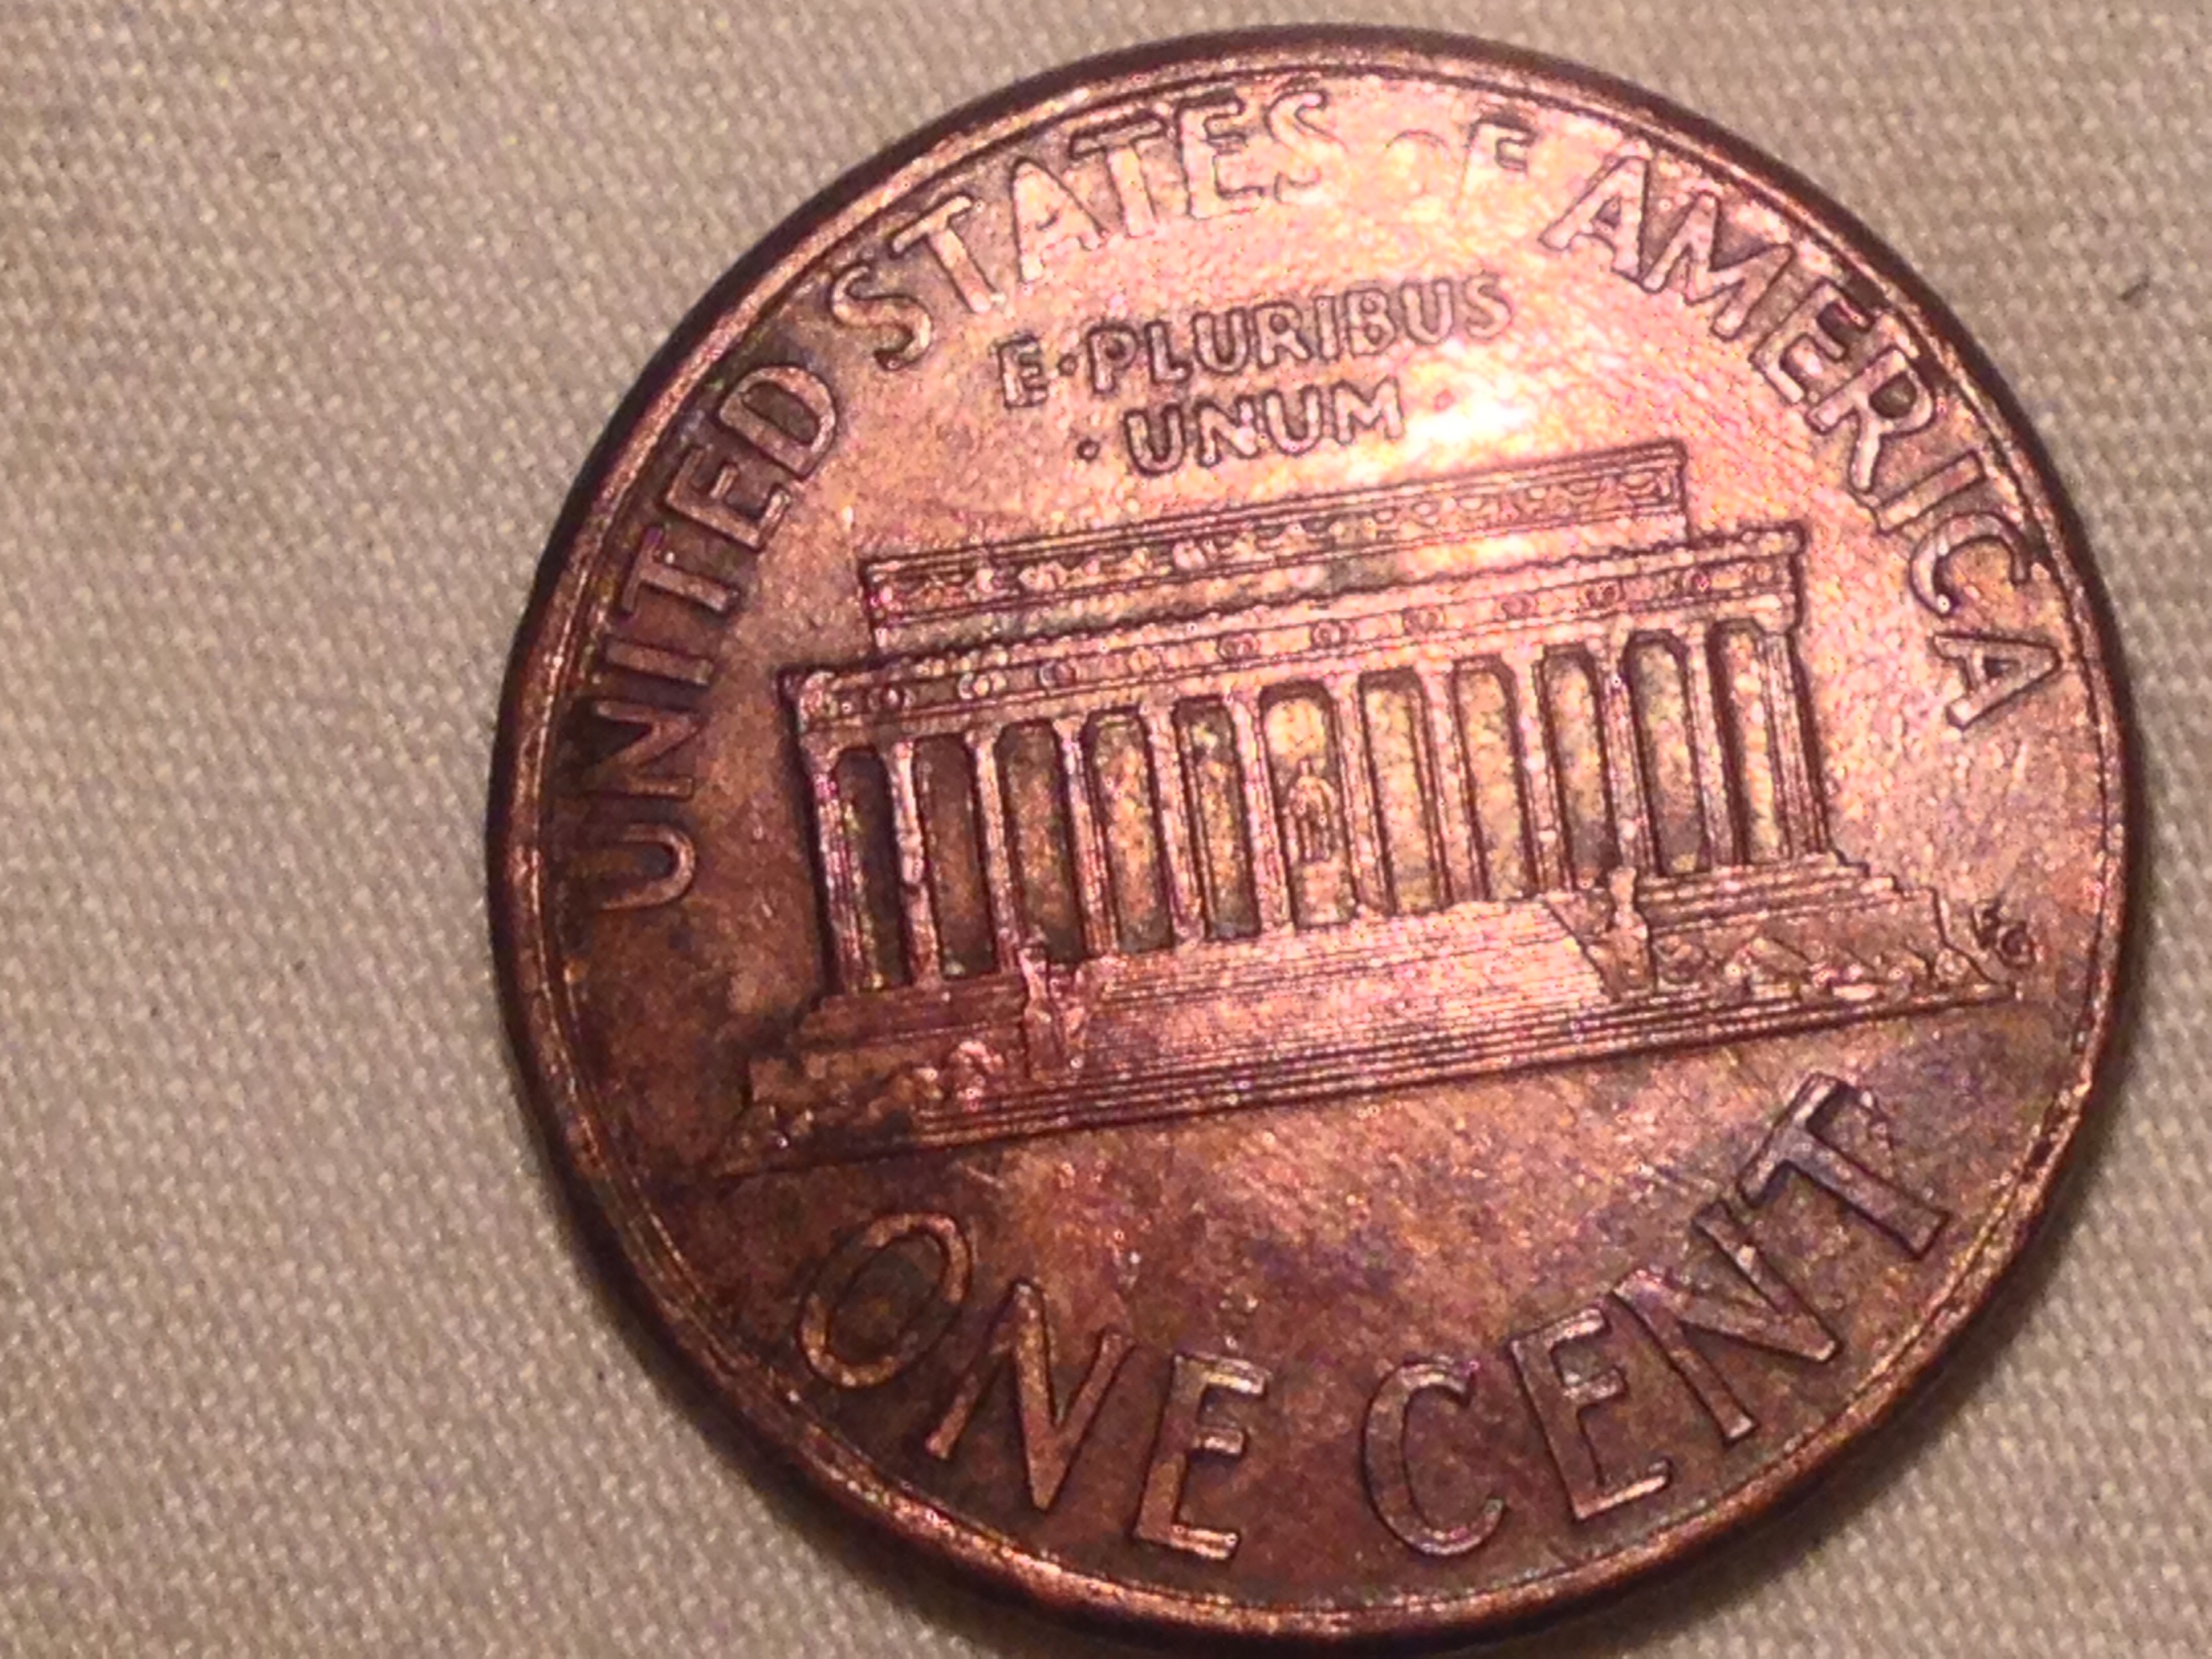 UNITED STATES OF AMERICA
E·PLURIBUS
·UNUM·
ONE CENT